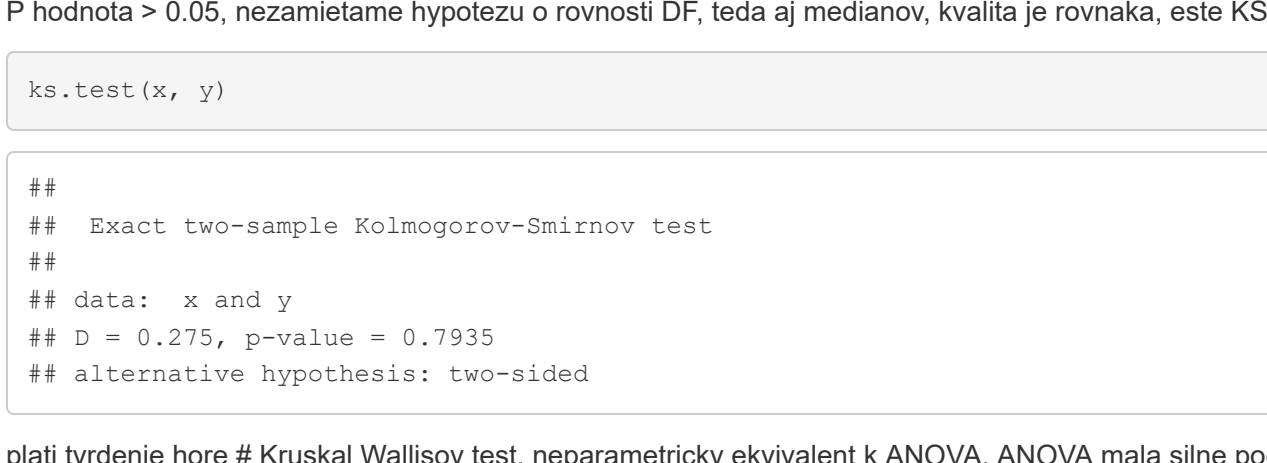 P hodnota > 0.05, nezamietame hypotezu o rovnosti DF, teda aj medianov, kvalita je rovnaka, este KS
ks.test(x, y)
##
##  Exact two-sample Kolmogorov-Smirnov test
##
## data:  x and y
## D = 0.275, p-value = 0.7935
## alternative hypothesis: two-sided
plati tvrdenie hore # Kruskal Wallisov test, neparametricky ekvivalent k ANOVA. ANOVA mala silne